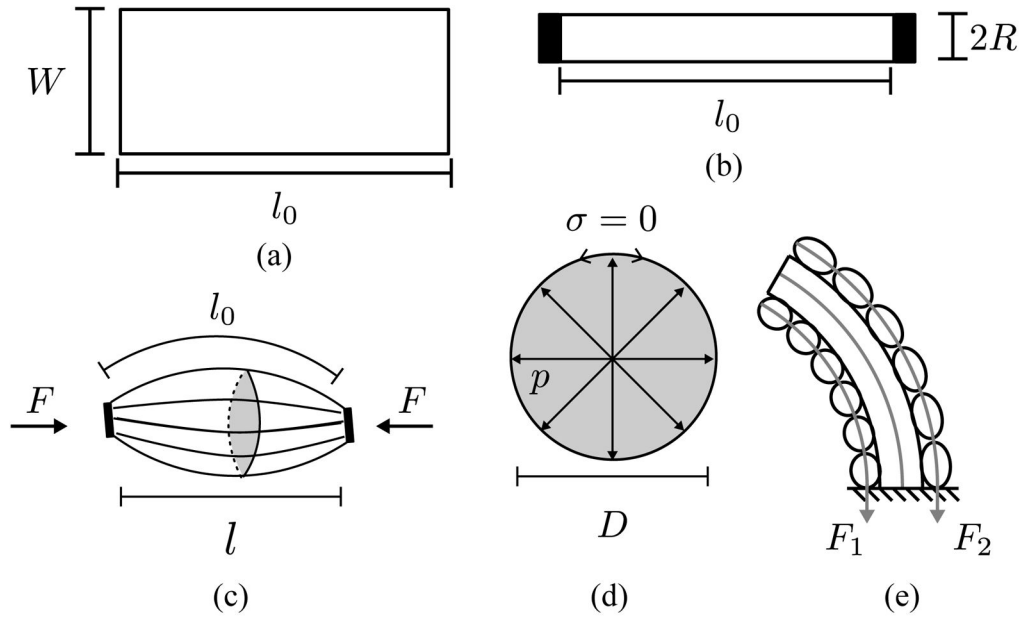 W
l₀
(a)
2R
l₀
(b)
l₀
F
F
l
(c)
σ = 0
p
D
(d)
F₁
F₂
(e)